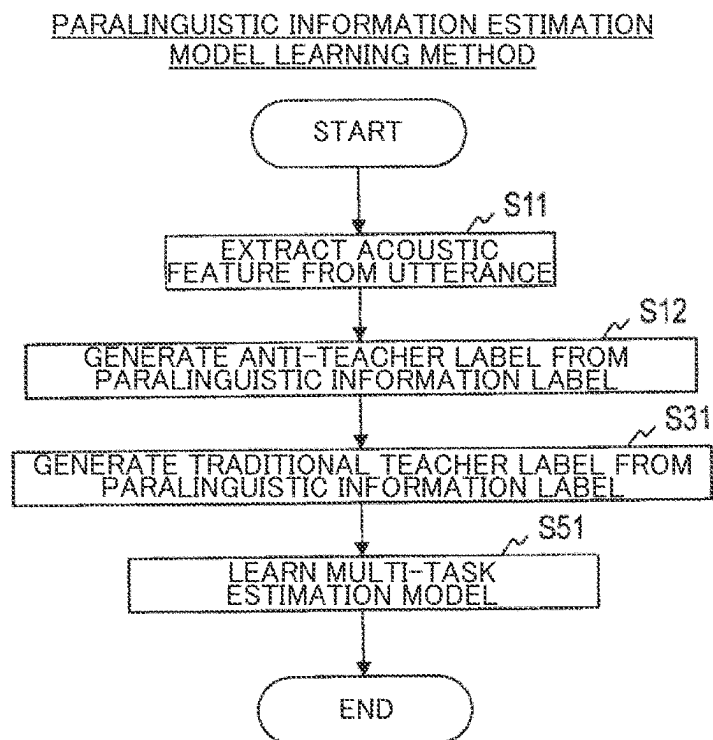 PARALINGUISTIC INFORMATION ESTIMATION
MODEL LEARNING METHOD
START
S11
EXTRACT ACOUSTIC
FEATURE FROM UTTERANCE
S12
GENERATE ANTI-TEACHER LABEL FROM
PARALINGUISTIC INFORMATION LABEL
S31
GENERATE TRADITIONAL TEACHER LABEL FROM
PARALINGUISTIC INFORMATION LABEL
S51
LEARN MULTI-TASK
ESTIMATION MODEL
END